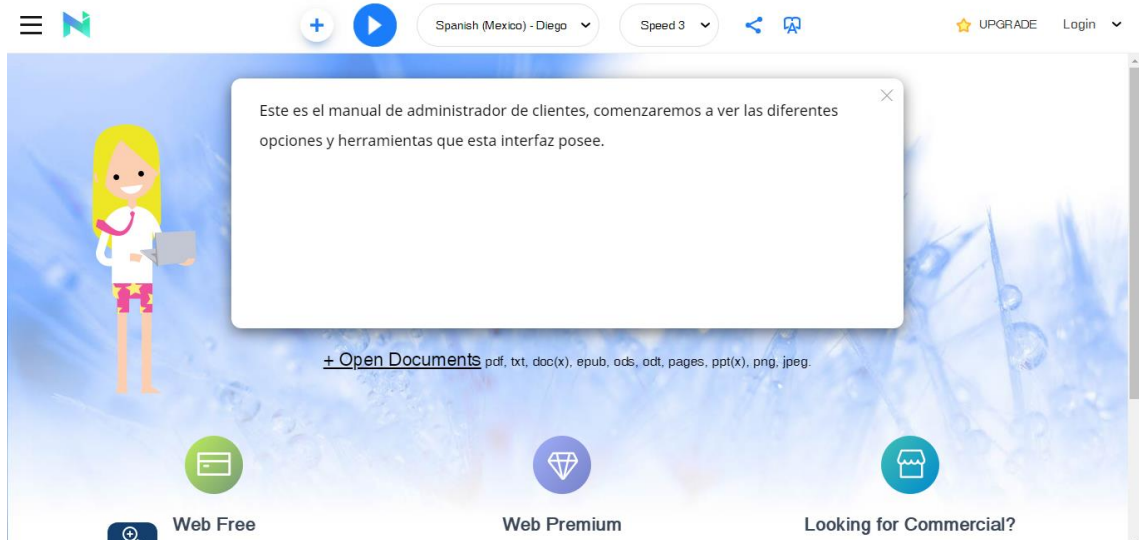 Spanish (Mexico) - Diego
Speed 3
UPGRADE
Login
Este es el manual de administrador de clientes, comenzaremos a ver las diferentes
opciones y herramientas que esta interfaz posee.
+ Open Documents pdf, txt, doc(x), epub, ods, odt, pages, ppt(x), png, jpeg.
Web Free
Web Premium
Looking for Commercial?